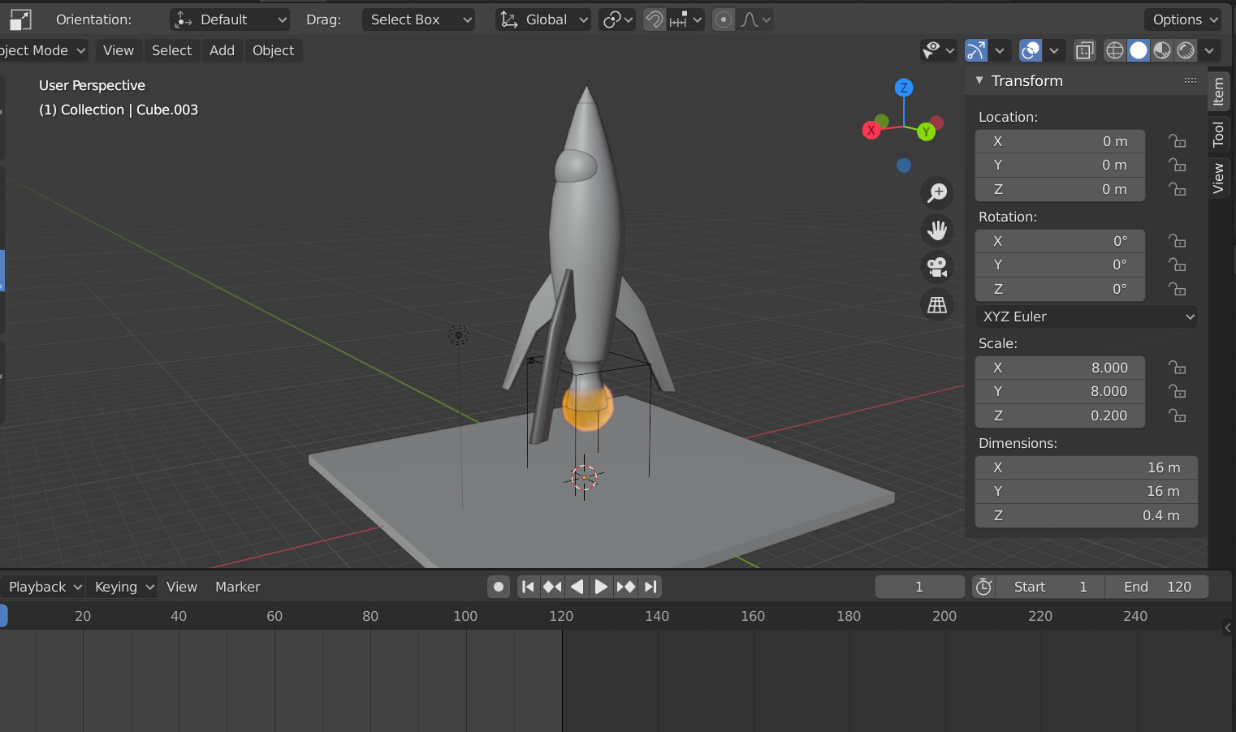 Orientation: Default Drag: Select Box Global Options
bject Mode View Select Add Object
User Perspective
(1) Collection | Cube.003
Z
X
Y
Transform
Location:
X 0 m
Y 0 m
Z 0 m
Rotation:
X 0°
Y 0°
Z 0°
XYZ Euler
Scale:
X 8.000
Y 8.000
Z 0.200
Dimensions:
X 16 m
Y 16 m
Z 0.4 m
Item
Tool
View
Playback Keying View Marker 1 Start 1 End 120
20 40 60 80 100 120 140 160 180 200 220 240